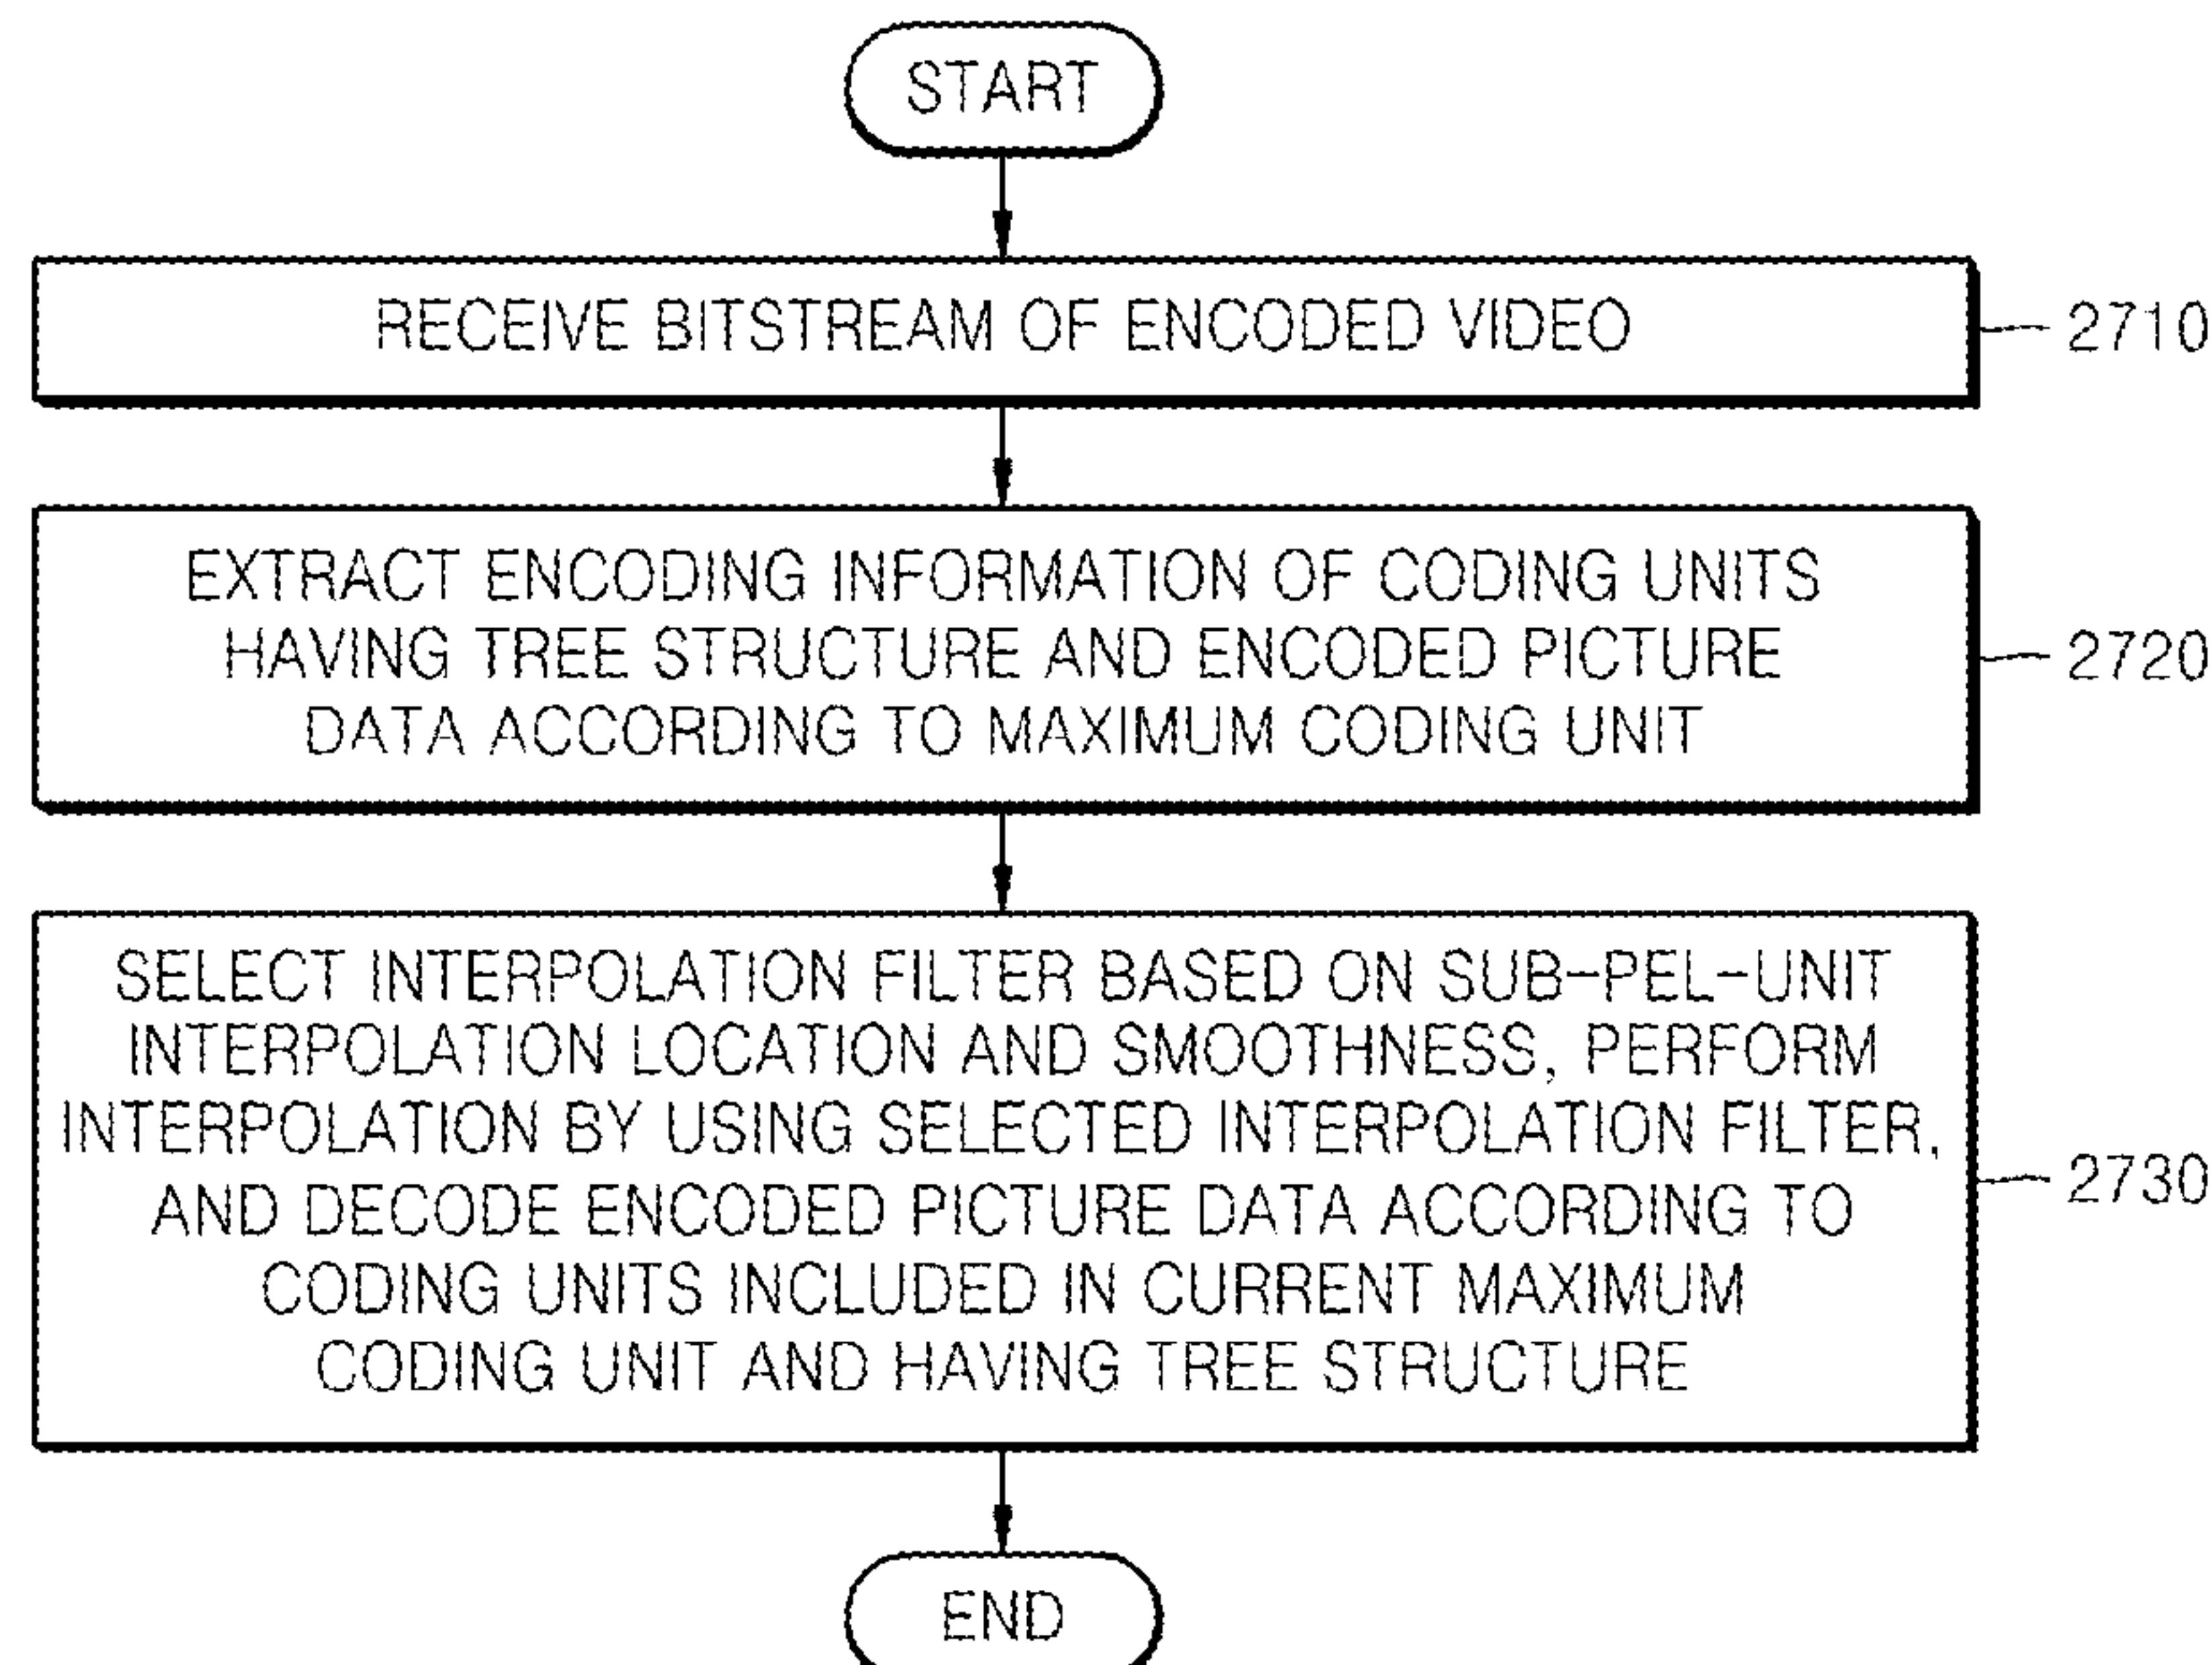 START
RECEIVE BITSTREAM OF ENCODED VIDEO
2710
EXTRACT ENCODING INFORMATION OF CODING UNITS
HAVING TREE STRUCTURE AND ENCODED PICTURE
DATA ACCORDING TO MAXIMUM CODING UNIT
2720
SELECT INTERPOLATION FILTER BASED ON SUB-PEL-UNIT
INTERPOLATION LOCATION AND SMOOTHNESS, PERFORM
INTERPOLATION BY USING SELECTED INTERPOLATION FILTER,
AND DECODE ENCODED PICTURE DATA ACCORDING TO
CODING UNITS INCLUDED IN CURRENT MAXIMUM
CODING UNIT AND HAVING TREE STRUCTURE
2730
END